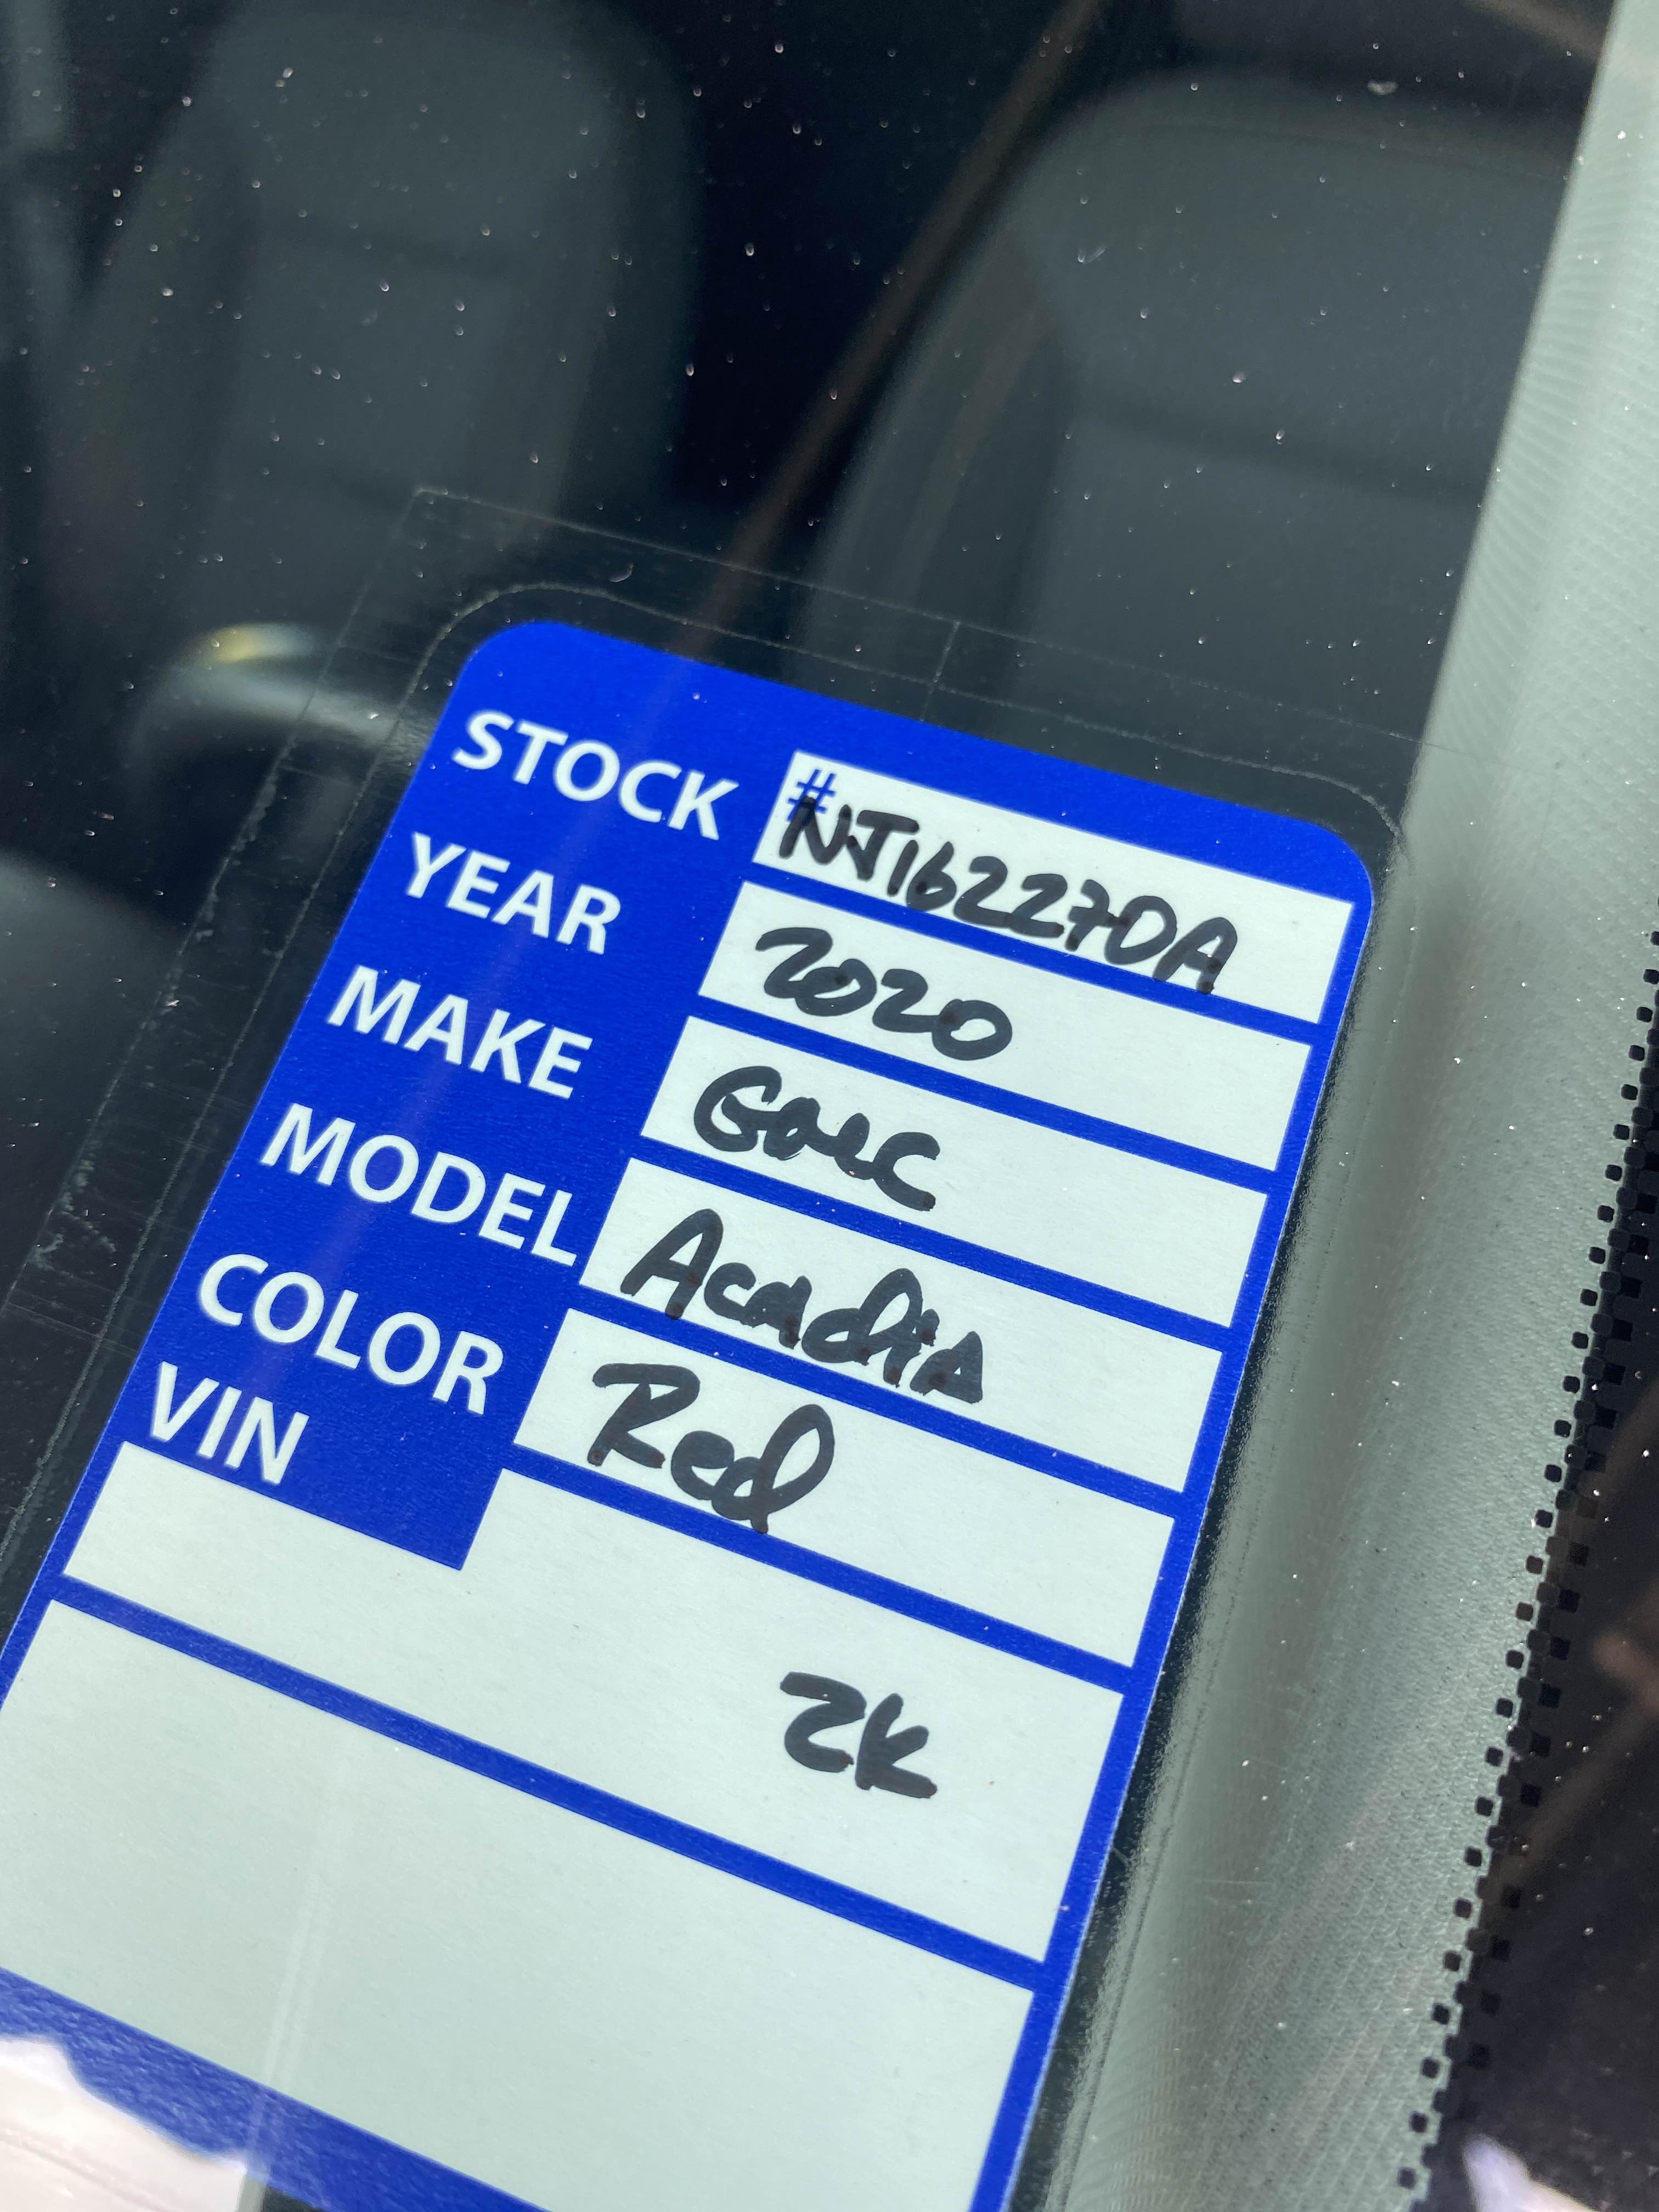 STOCK #NJ162270A
YEAR 2020
MAKE GMC
MODEL Acadia
COLOR Red
VIN
2K